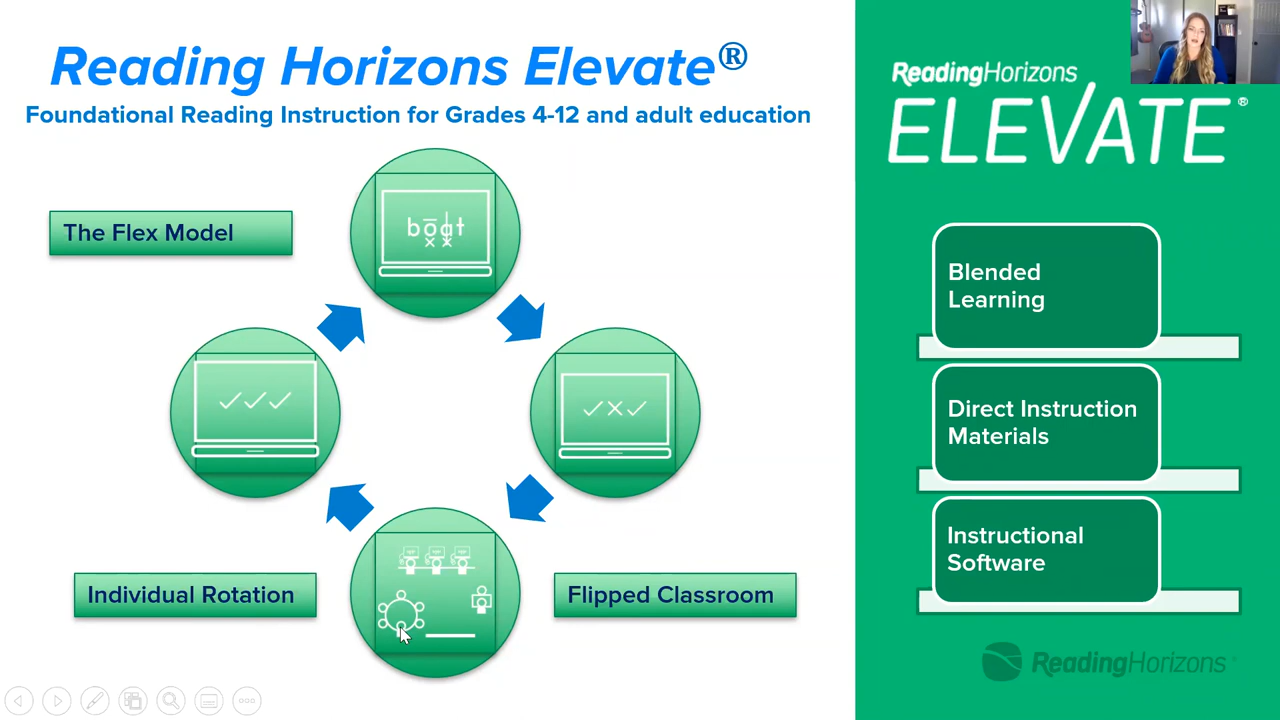 Reading Horizons Elevate®
Foundational Reading Instruction for Grades 4-12 and adult education
The Flex Model
bōat
Individual Rotation
Flipped Classroom
ReadingHorizons
ELEVATE®
Blended
Learning
Direct Instruction
Materials
Instructional
Software
ReadingHorizons